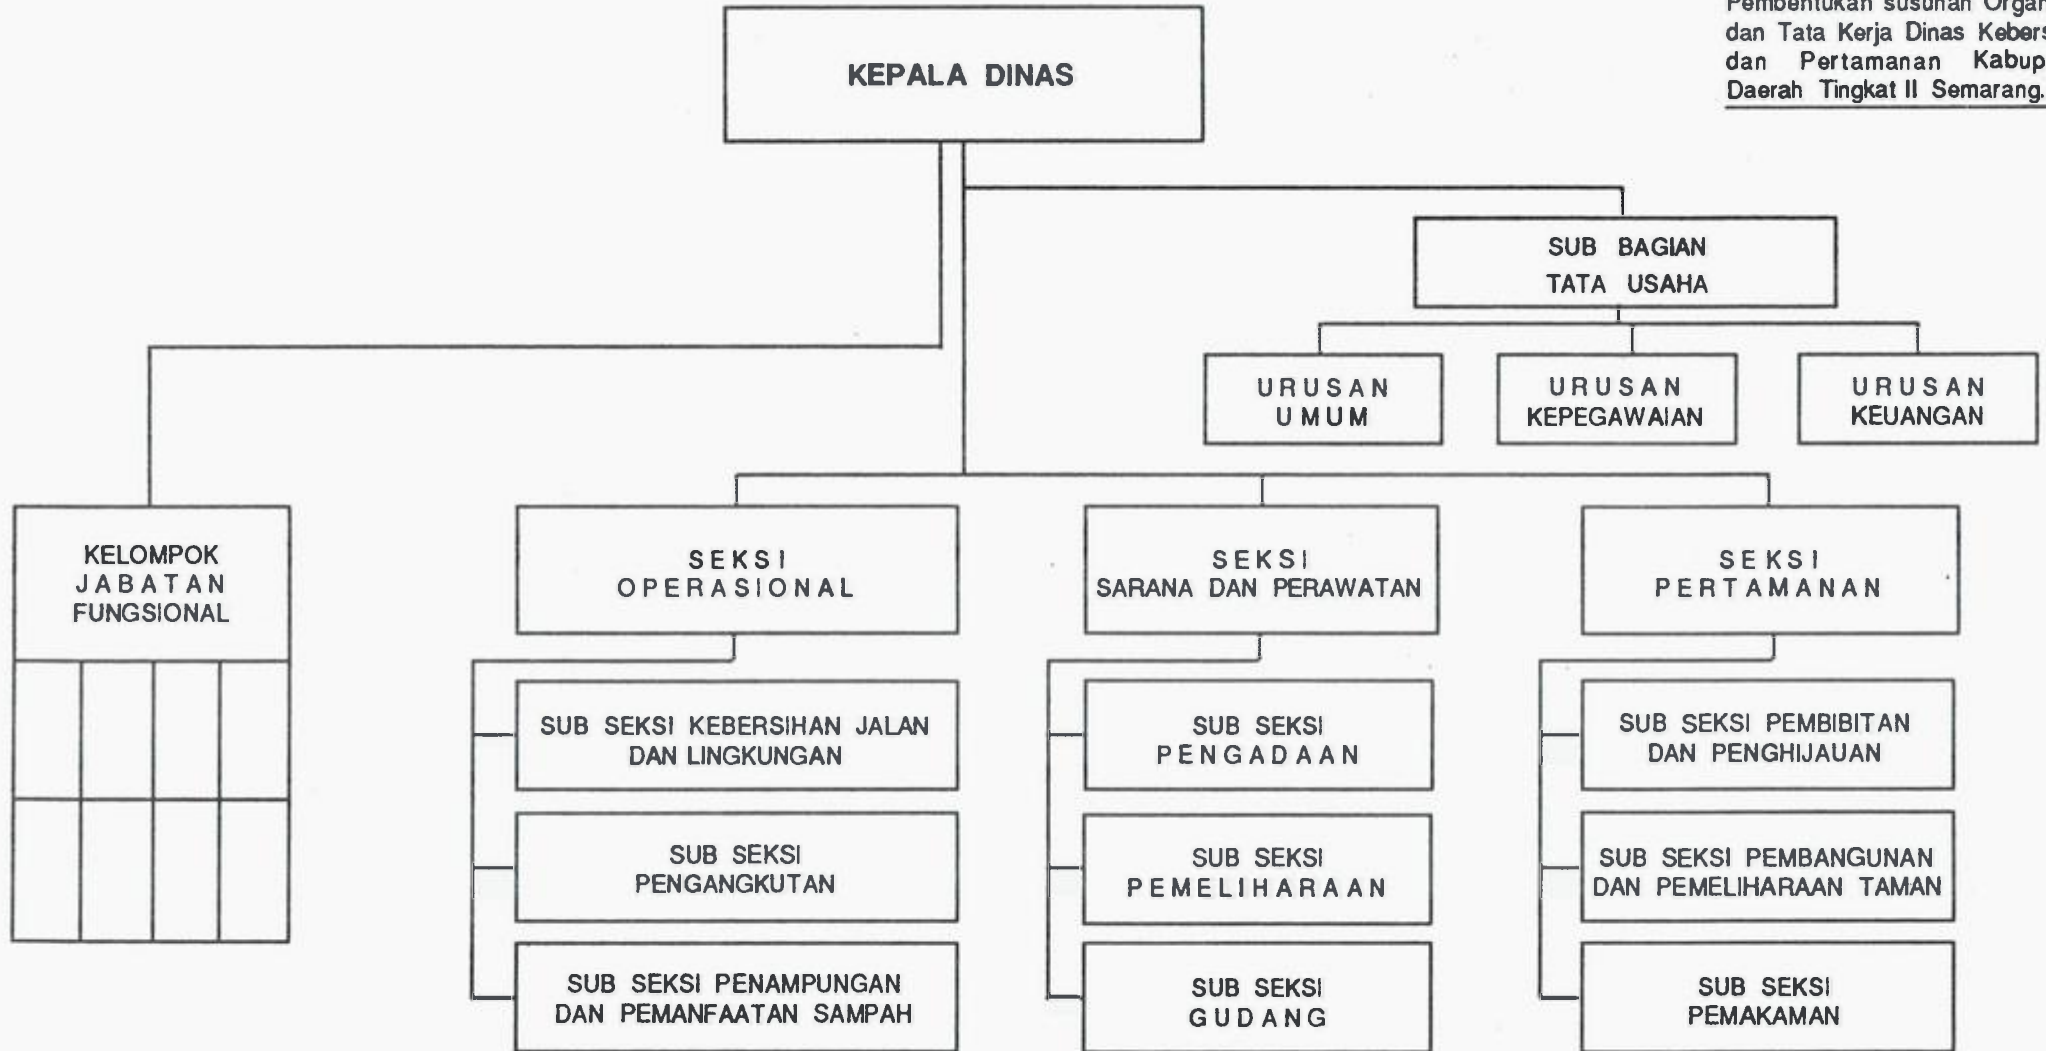 Pembentukan susunan
dan Tata Kerja Dinas
dan Pertamanan
Daerah Tingkat II Semarang.
KEPALA DINAS
SUB BAGIAN
TATA USAHA
URUSAN
UMUM
URUSAN
KEPEGAWAIAN
URUSAN
KEUANGAN
KELOMPOK
JABATAN
FUNGSIONAL
SEKSI
OPERASIONAL
SEKSI
SARANA DAN PERAWATAN
SEKSI
PERTAMANAN
SUB SEKSI KEBERSIHAN JALAN
DAN LINGKUNGAN
SUB SEKSI
PENGANGKUTAN
SUB SEKSI PENAMPUNGAN
DAN PEMANFAATAN SAMPAH
SUB SEKSI
PENGADAAN
SUB SEKSI
PEMELIHARAAN
SUB SEKSI
GUDANG
SUB SEKSI PEMBIBITAN
DAN PENGHIJAUAN
SUB SEKSI PEMBANGUNAN
DAN PEMELIHARAAN TAMAN
SUB SEKSI
PEMAKAMAN